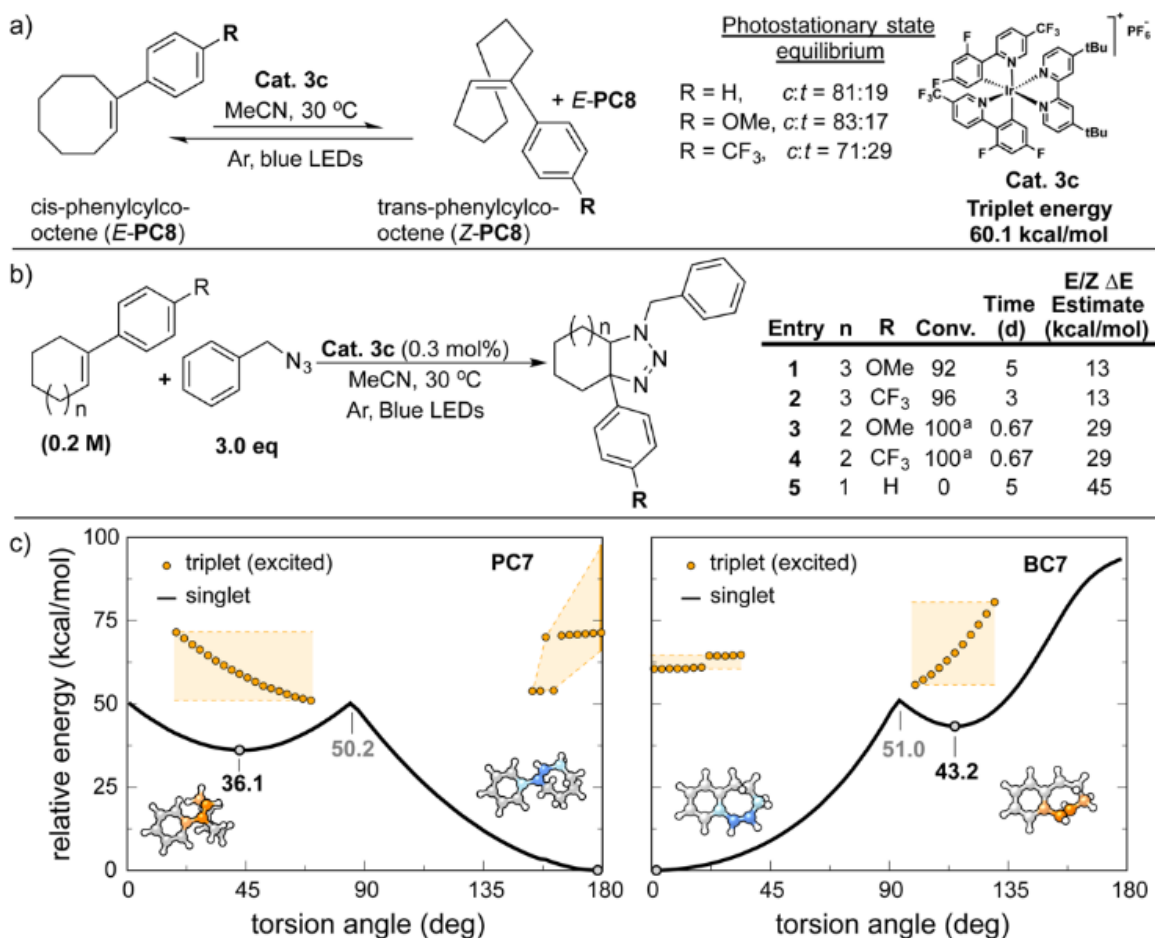 a)
R
Cat. 3c
MeCN, 30 ºC
Ar, blue LEDs
+ E-PC8
R
cis-phenylcylco-
octene (E-PC8)
trans-phenylcylco-
octene (Z-PC8)
Photostationary state
equilibrium
R = H, c:t = 81:19
R = OMe, c:t = 83:17
R = CF3, c:t = 71:29
CF3
F
F
F3C
N
N
Ir
N
N
F
F
tBu
tBu
+
PF6-
Cat. 3c
Triplet energy
60.1 kcal/mol
b)
R
( )n
(0.2 M)
+
N3
3.0 eq
Cat. 3c (0.3 mol%)
MeCN, 30 ºC
Ar, Blue LEDs
( )n
N
N
N
R
Entry n R Conv. Time (d) E/Z ΔE Estimate (kcal/mol)
1 3 OMe 92 5 13
2 3 CF3 96 3 13
3 2 OMe 100a 0.67 29
4 2 CF3 100a 0.67 29
5 1 H 0 5 45
c)
relative energy (kcal/mol)
100
75
50
25
0
triplet (excited)
singlet
PC7
36.1
50.2
0 45 90 135 180
torsion angle (deg)
triplet (excited)
singlet
BC7
51.0
43.2
0 45 90 135 180
torsion angle (deg)